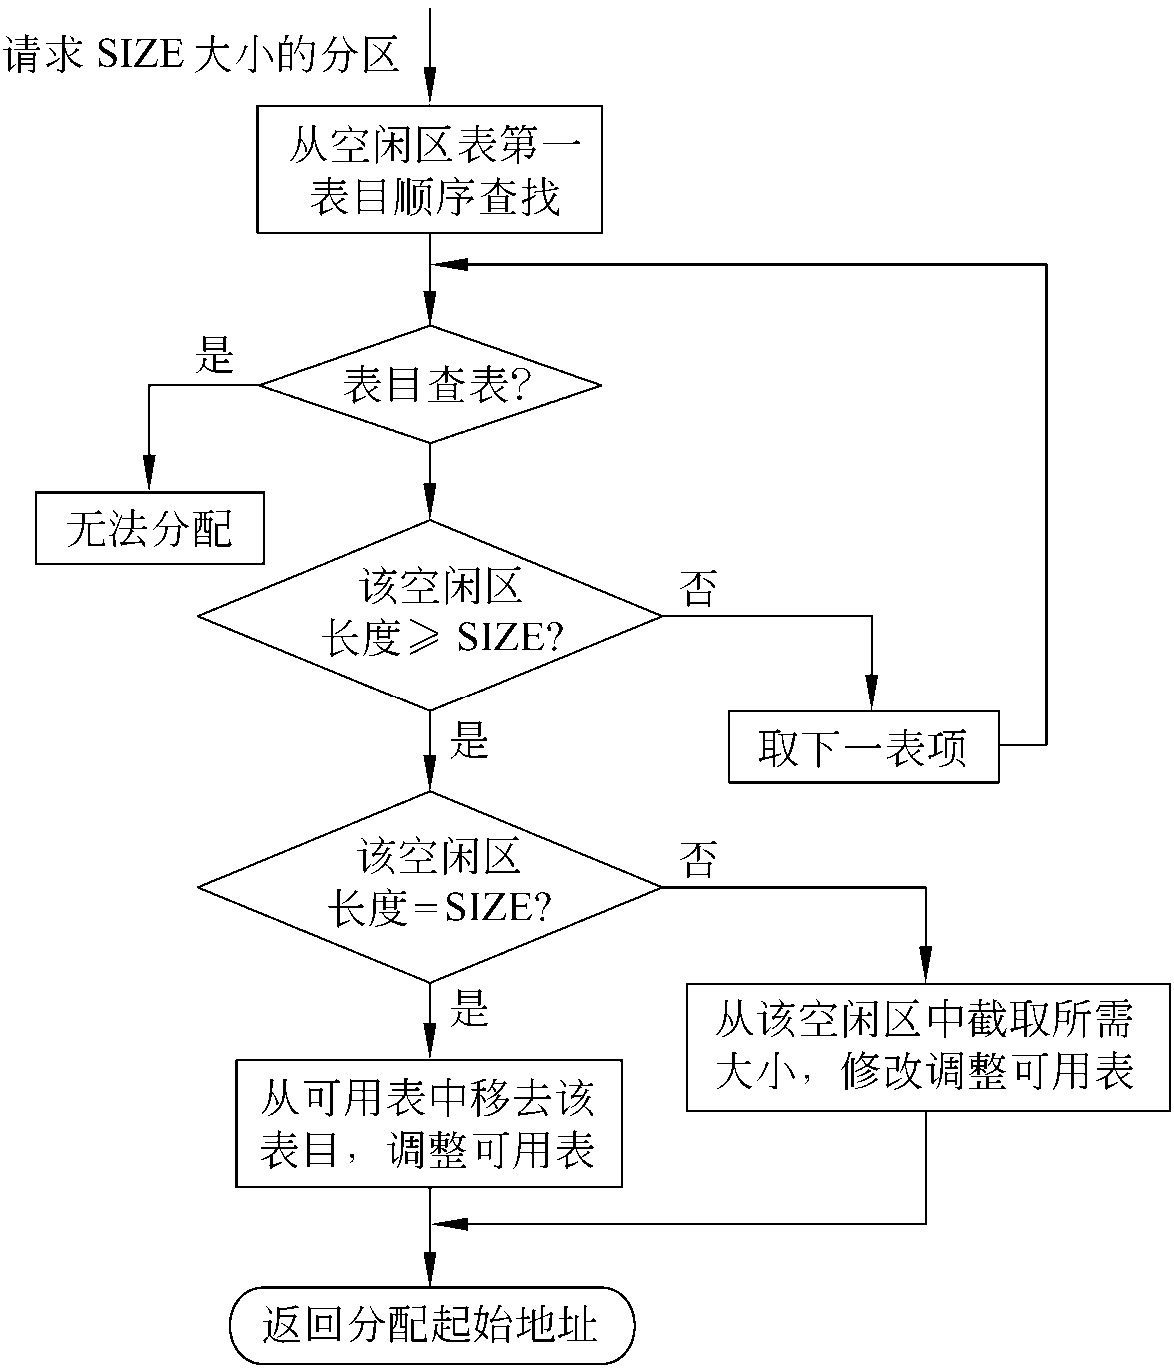 请求 SIZE 大小的分区
从空闲区表第一
表目顺序查找
是
表目查表?
无法分配
该空闲区
长度≥ SIZE?
否
取下一表项
是
该空闲区
长度=SIZE?
否
是
从该空闲区中截取所需
大小，修改调整可用表
从可用表中移去该
表目，调整可用表
返回分配起始地址